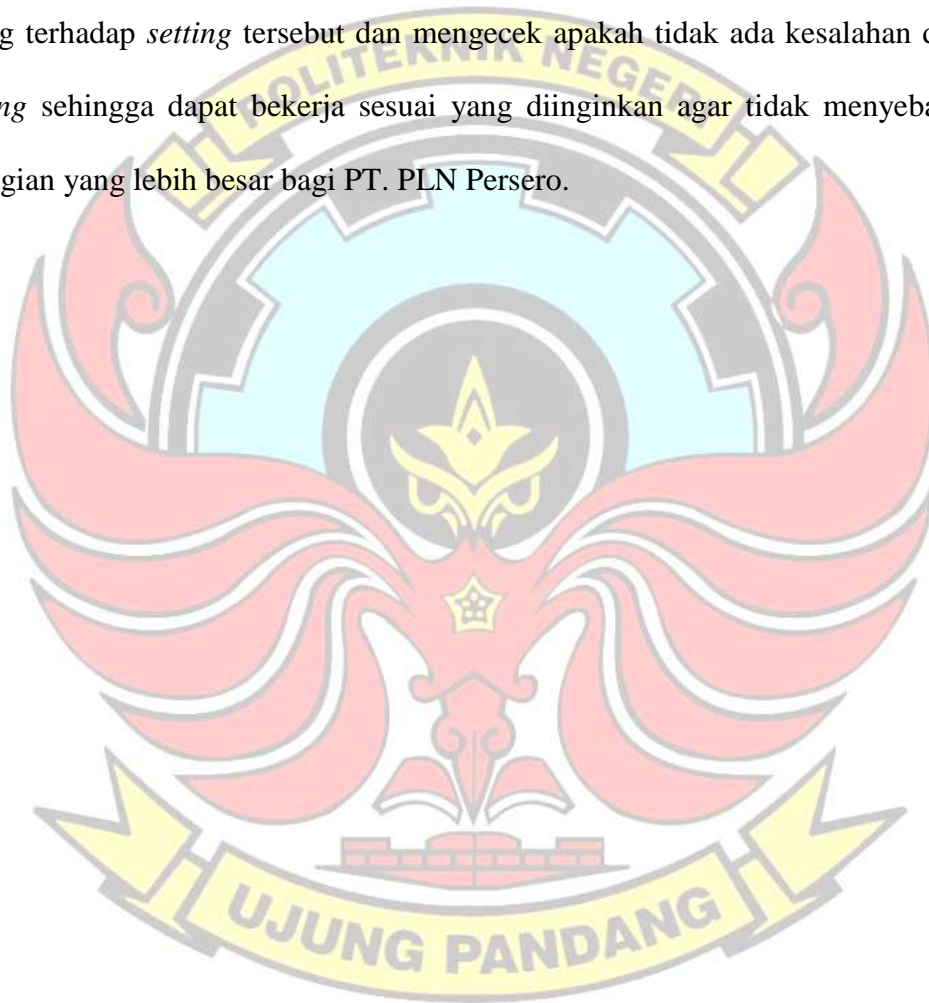 g terhadap setting tersebut dan mengecek apakah tidak ada kesalahan d
ng sehingga dapat bekerja sesuai yang diinginkan agar tidak menyeba
gian yang lebih besar bagi PT. PLN Persero.
POLITEKNIK NEGERI
UJUNG PANDANG